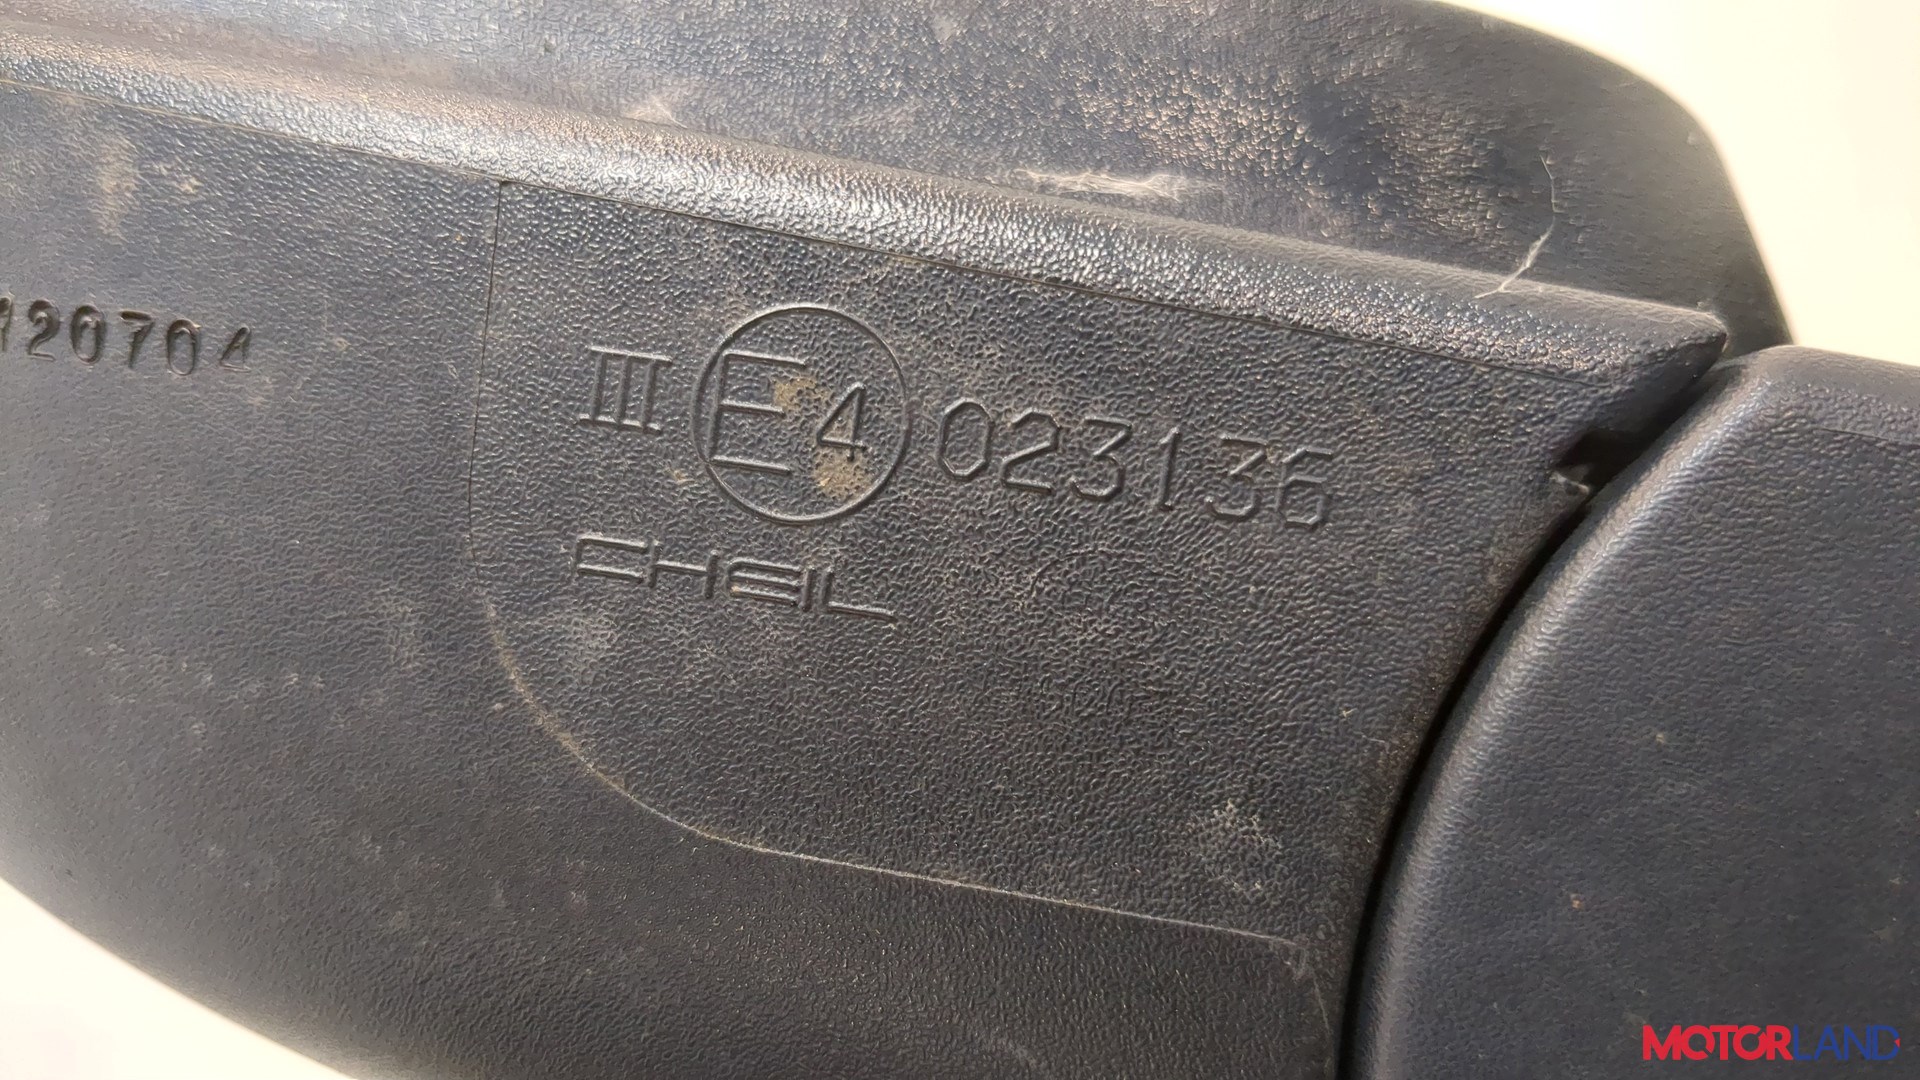 120704
III E4 023136
CHEIL
MOTORLAND